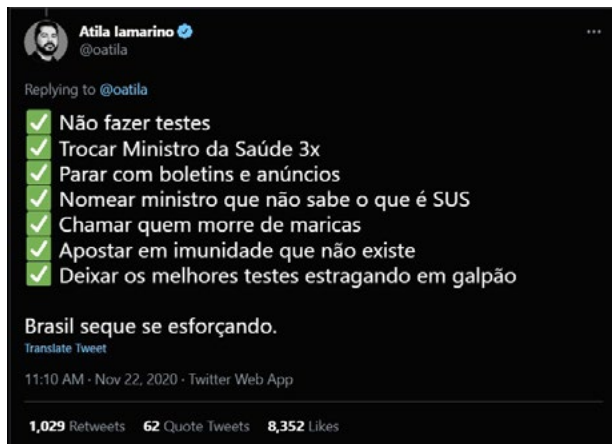 Atila Iamarino
@oatila
...
Replying to @oatila
Não fazer testes
Trocar Ministro da Saúde 3x
Parar com boletins e anúncios
Nomear ministro que não sabe o que é SUS
Chamar quem morre de maricas
Apostar em imunidade que não existe
Deixar os melhores testes estragando em galpão
Brasil seque se esforçando.
Translate Tweet
11:10 AM · Nov 22, 2020 · Twitter Web App
1,029 Retweets 62 Quote Tweets 8,352 Likes